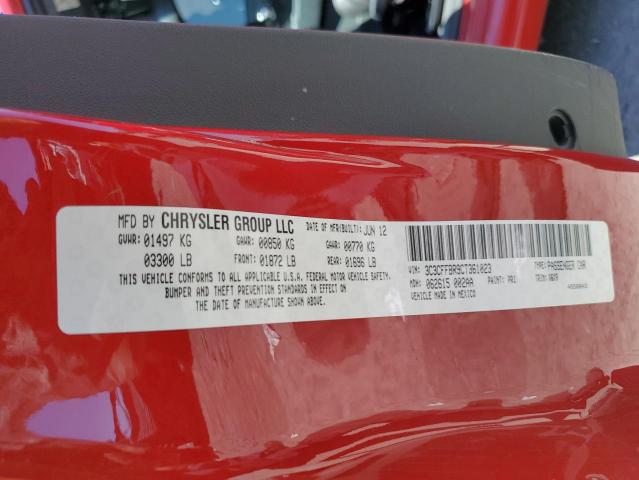 MFD BY CHRYSLER GROUP LLC DATE OF MFR(BUILT): JUN 12
GVWR: 01497 KG GAWR: 00850 KG GAWR: 00770 KG
03300 LB FRONT: 01872 LB REAR: 01696 LB
THIS VEHICLE CONFORMS TO ALL APPLICABLE U.S.A. FEDERAL MOTOR VEHICLE SAFETY,
BUMPER AND THEFT PREVENTION STANDARDS IN EFFECT ON
THE DATE OF MANUFACTURE SHOWN ABOVE.
VIN: 3C3CFFBR9CT361023 TYPE: PASSENGER CAR
MDH: 062615 002AA PAINT: PR1 TRIM:
VEHICLE MADE IN MEXICO